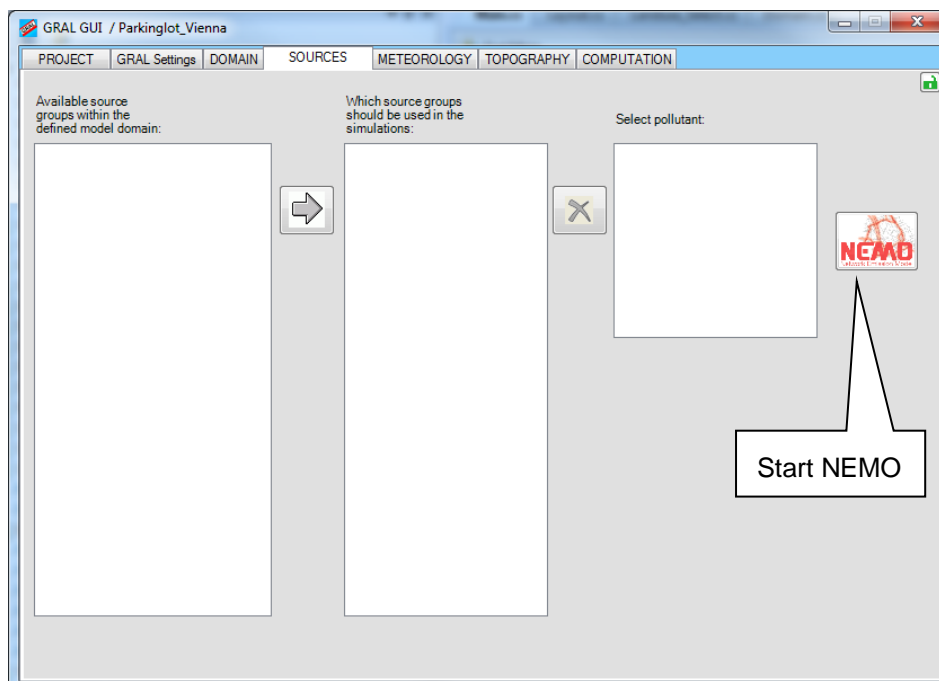 GRAL GUI / Parkinglot_Vienna
PROJECT GRAL Settings DOMAIN SOURCES METEOROLOGY TOPOGRAPHY COMPUTATION
Available source
groups within the
defined model domain:
Which source groups
should be used in the
simulations:
Select pollutant:
NEMO
Start NEMO